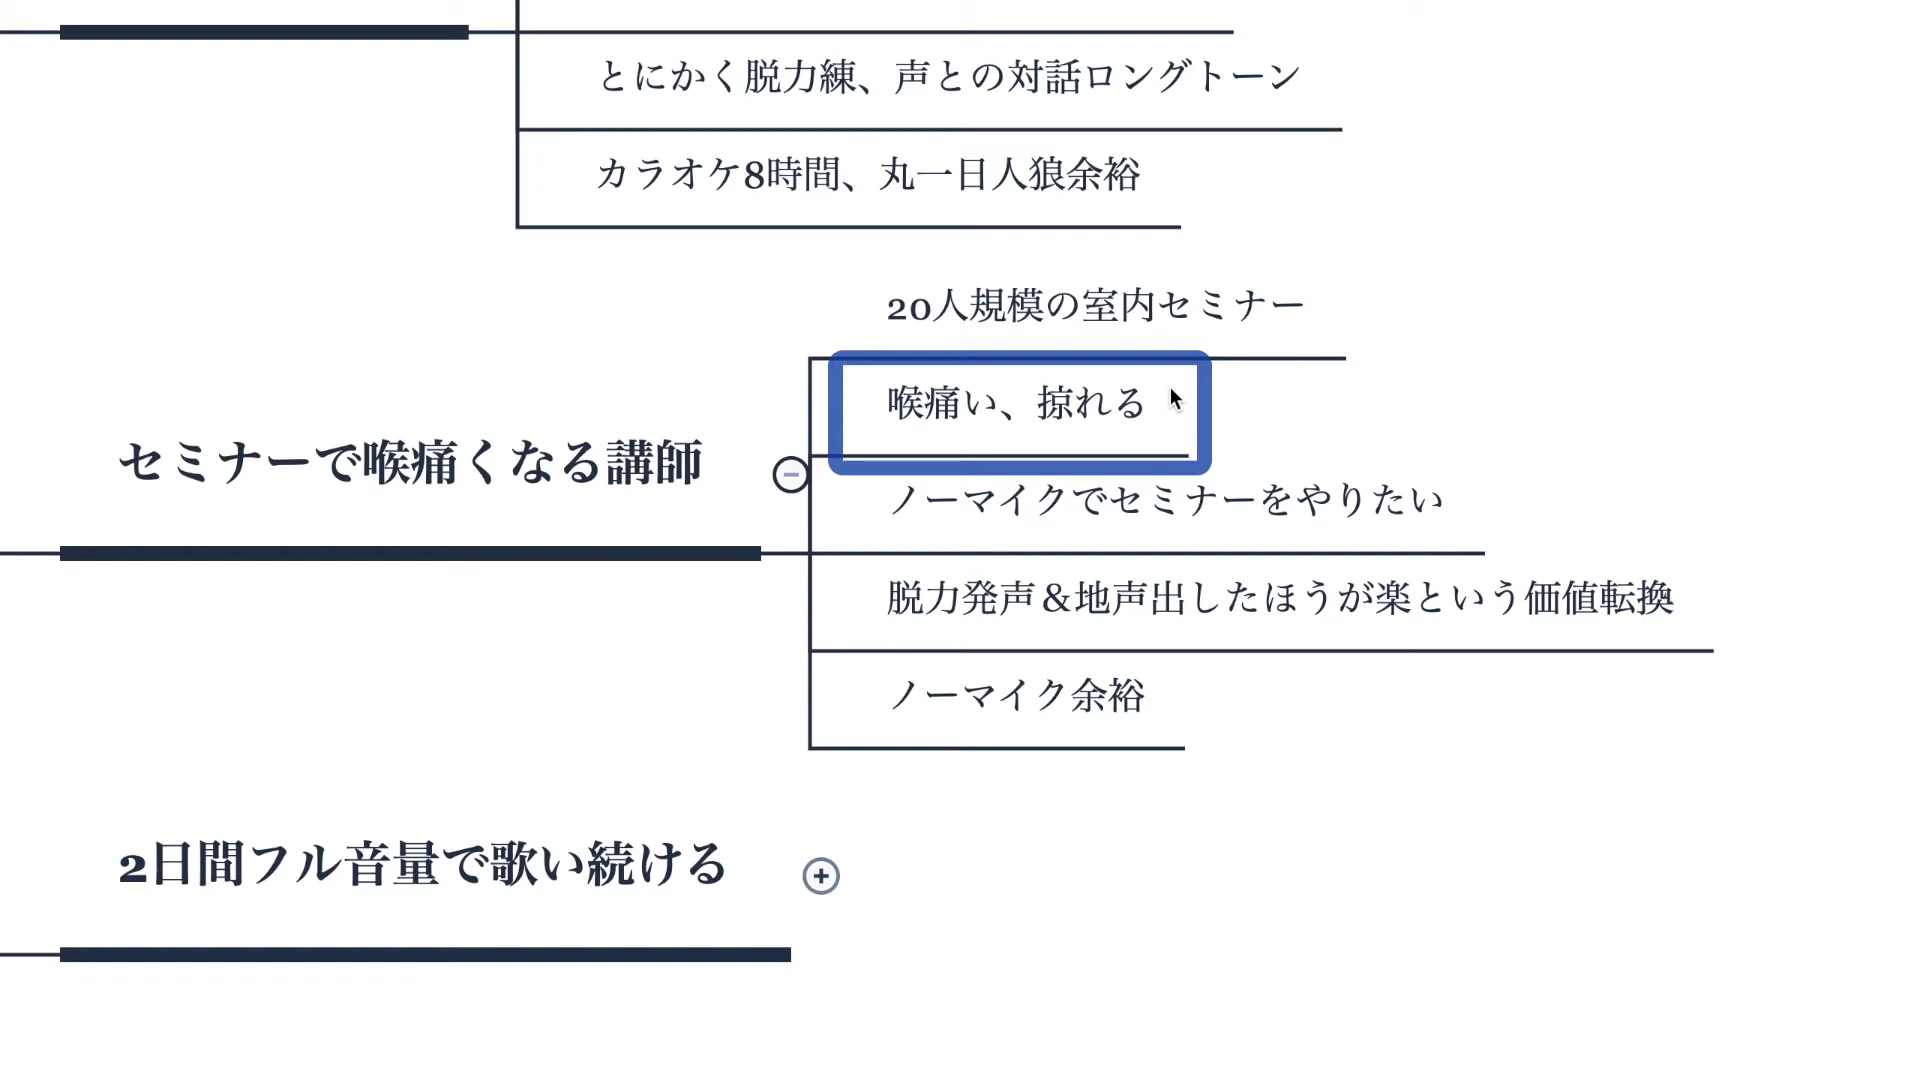 とにかく脱力練、声との対話ロングトーン
カラオケ8時間、丸一日人狼余裕
20人規模の室内セミナー
喉痛い、掠れる
セミナーで喉痛くなる講師
ノーマイクでセミナーをやりたい
脱力発声&地声出したほうが楽という価値転換
ノーマイク余裕
2日間フル音量で歌い続ける